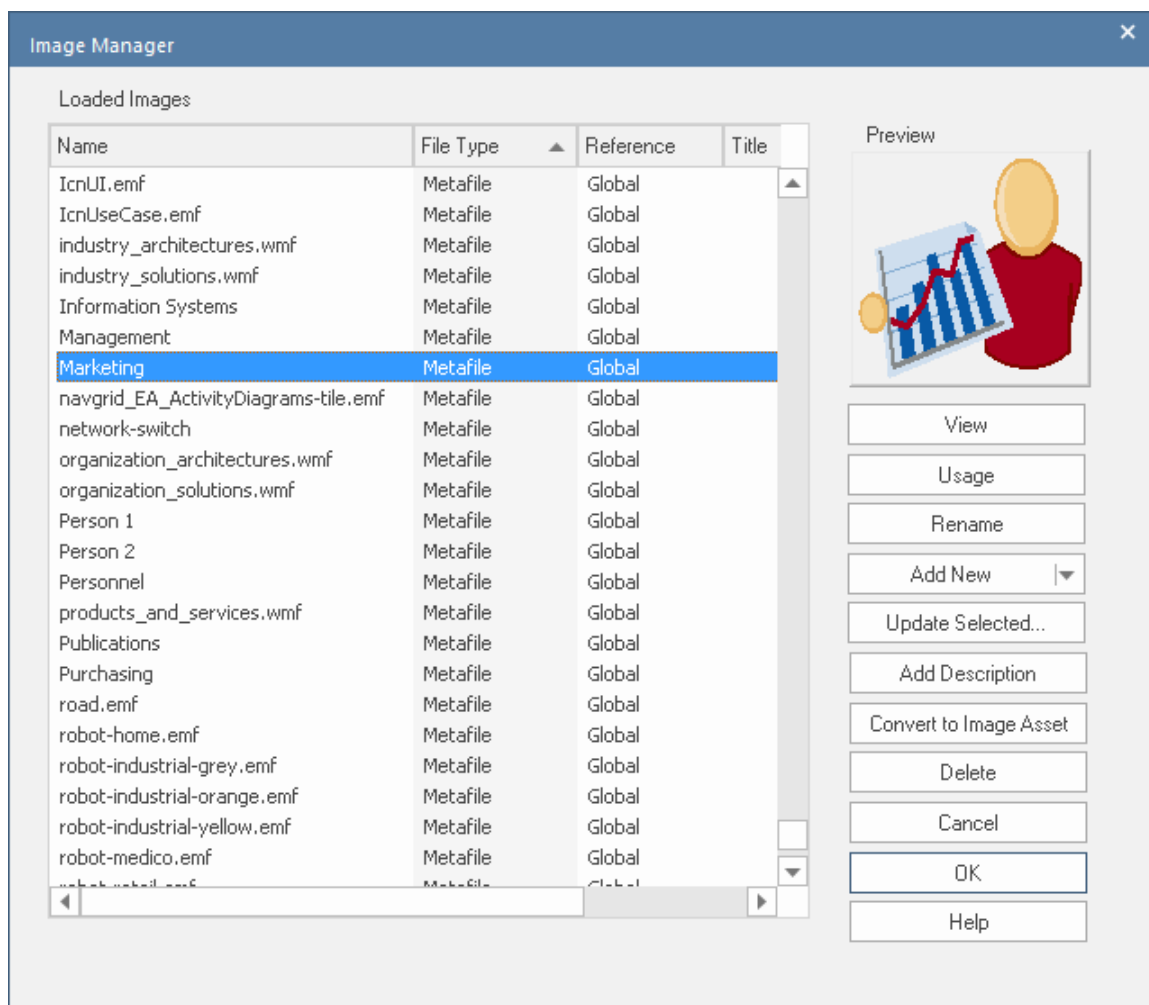 Image Manager
Loaded Images
Name File Type Reference Title
IcnUI.emf Metafile Global
IcnUseCase.emf Metafile Global
industry_architectures.wmf Metafile Global
industry_solutions.wmf Metafile Global
Information Systems Metafile Global
Management Metafile Global
Marketing Metafile Global
navgrid_EA_ActivityDiagrams-tile.emf Metafile Global
network-switch Metafile Global
organization_architectures.wmf Metafile Global
organization_solutions.wmf Metafile Global
Person 1 Metafile Global
Person 2 Metafile Global
Personnel Metafile Global
products_and_services.wmf Metafile Global
Publications Metafile Global
Purchasing Metafile Global
road.emf Metafile Global
robot-home.emf Metafile Global
robot-industrial-grey.emf Metafile Global
robot-industrial-orange.emf Metafile Global
robot-industrial-yellow.emf Metafile Global
robot-medico.emf Metafile Global
Preview
View
Usage
Rename
Add New
Update Selected...
Add Description
Convert to Image Asset
Delete
Cancel
OK
Help